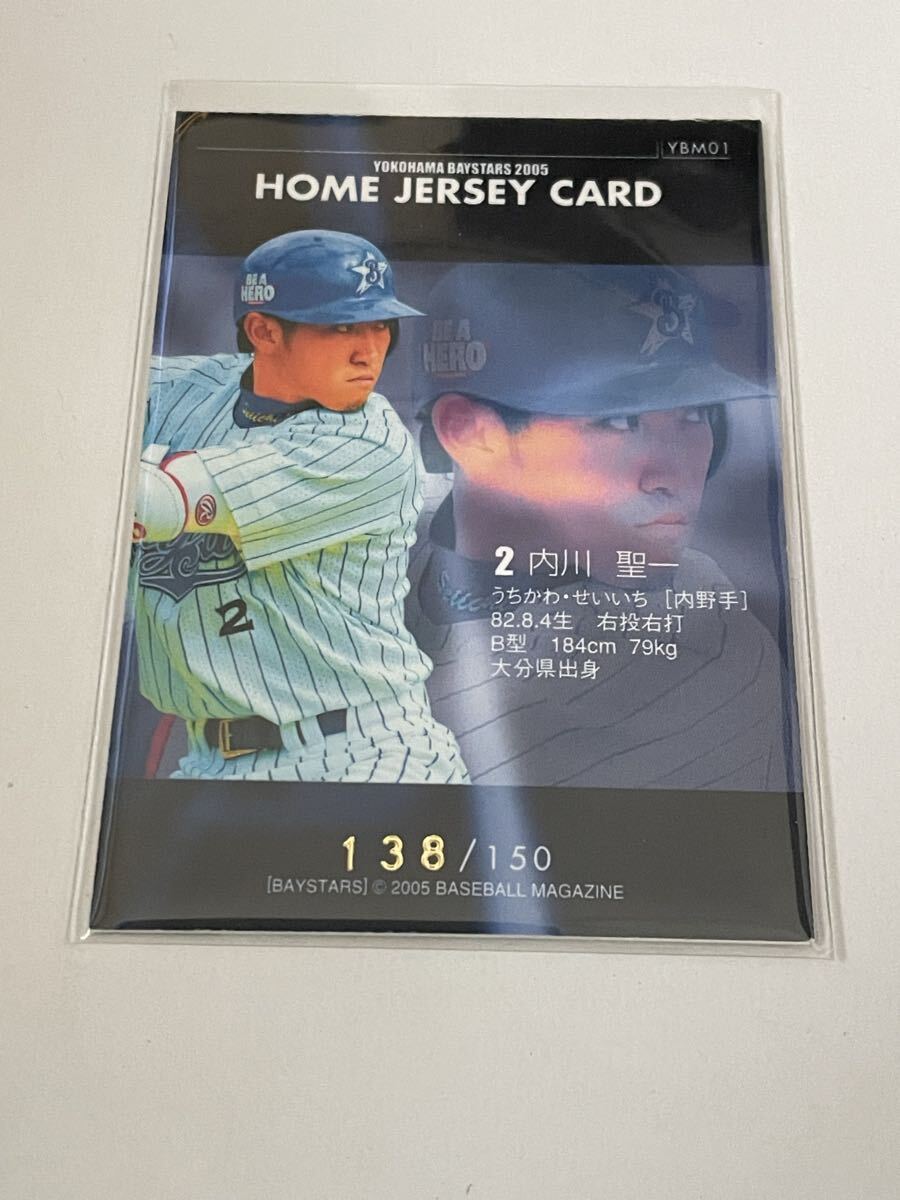 YBM01
YOKOHAMA BAYSTARS 2005
HOME JERSEY CARD
BE A
HERO
BE A
HERO
2
2 内川 聖一
うちかわ・せいいち [内野手]
82.8.4生 右投右打
B型 184cm 79kg
大分県出身
138/150
[BAYSTARS] © 2005 BASEBALL MAGAZINE